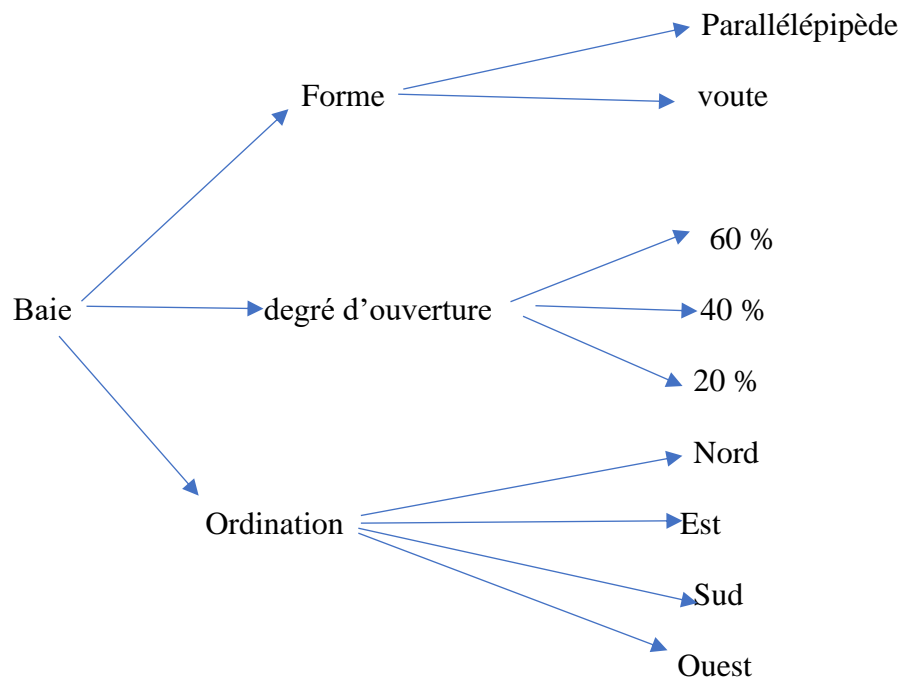 Parallélépipède
Forme
voute
60 %
Baie
degré d’ouverture
40 %
20 %
Nord
Ordination
Est
Sud
Ouest